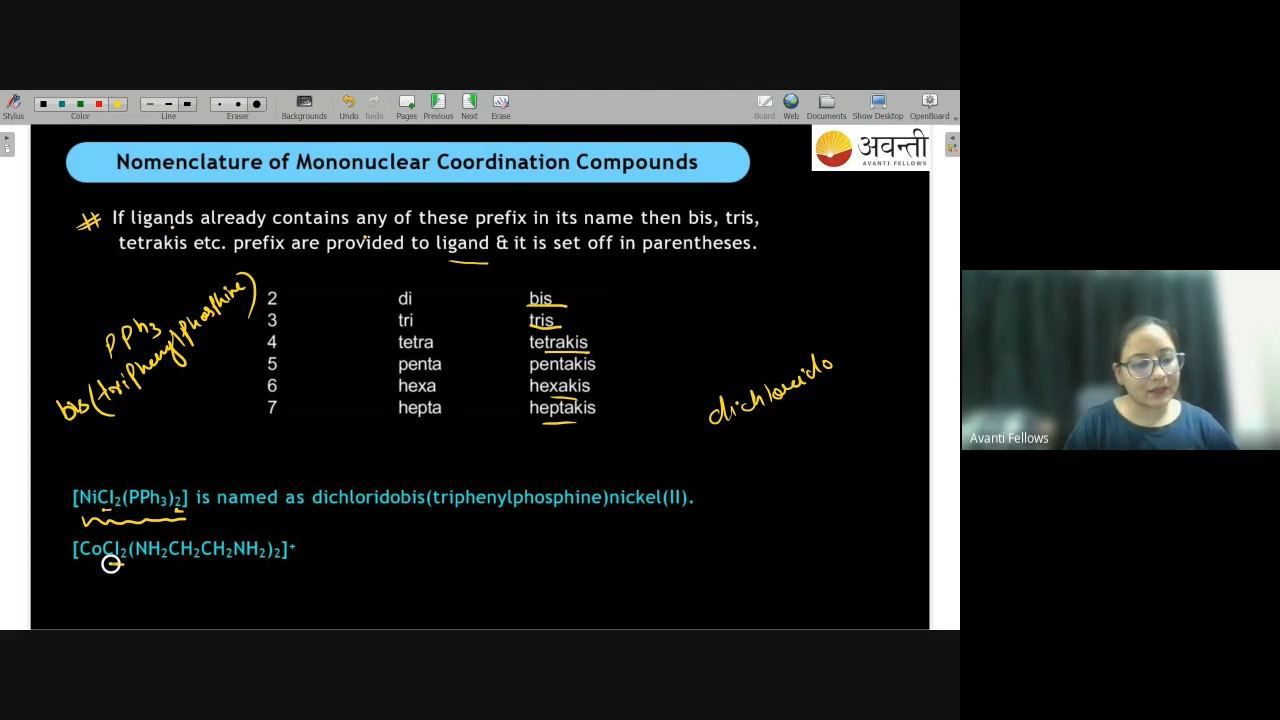 Stylus
Color
Line
Eraser
Backgrounds
Undo
Redo
Pages
Previous
Next
Erase
Board
Web
Documents
Show Desktop
OpenBoard
Nomenclature of Mononuclear Coordination Compounds
अवन्ती
AVANTI FELLOWS
# If ligands already contains any of these prefix in its name then bis, tris,
tetrakis etc. prefix are provided to ligand & it is set off in parentheses.
2 di bis
3 tri tris
4 tetra tetrakis
5 penta pentakis
6 hexa hexakis
7 hepta heptakis
PPh₃
bis(triphenylphosphine)
dichlorido
[NiCl₂(PPh₃)₂] is named as dichloridobis(triphenylphosphine)nickel(II).
[CoCl₂(NH₂CH₂CH₂NH₂)₂]⁺
Avanti Fellows